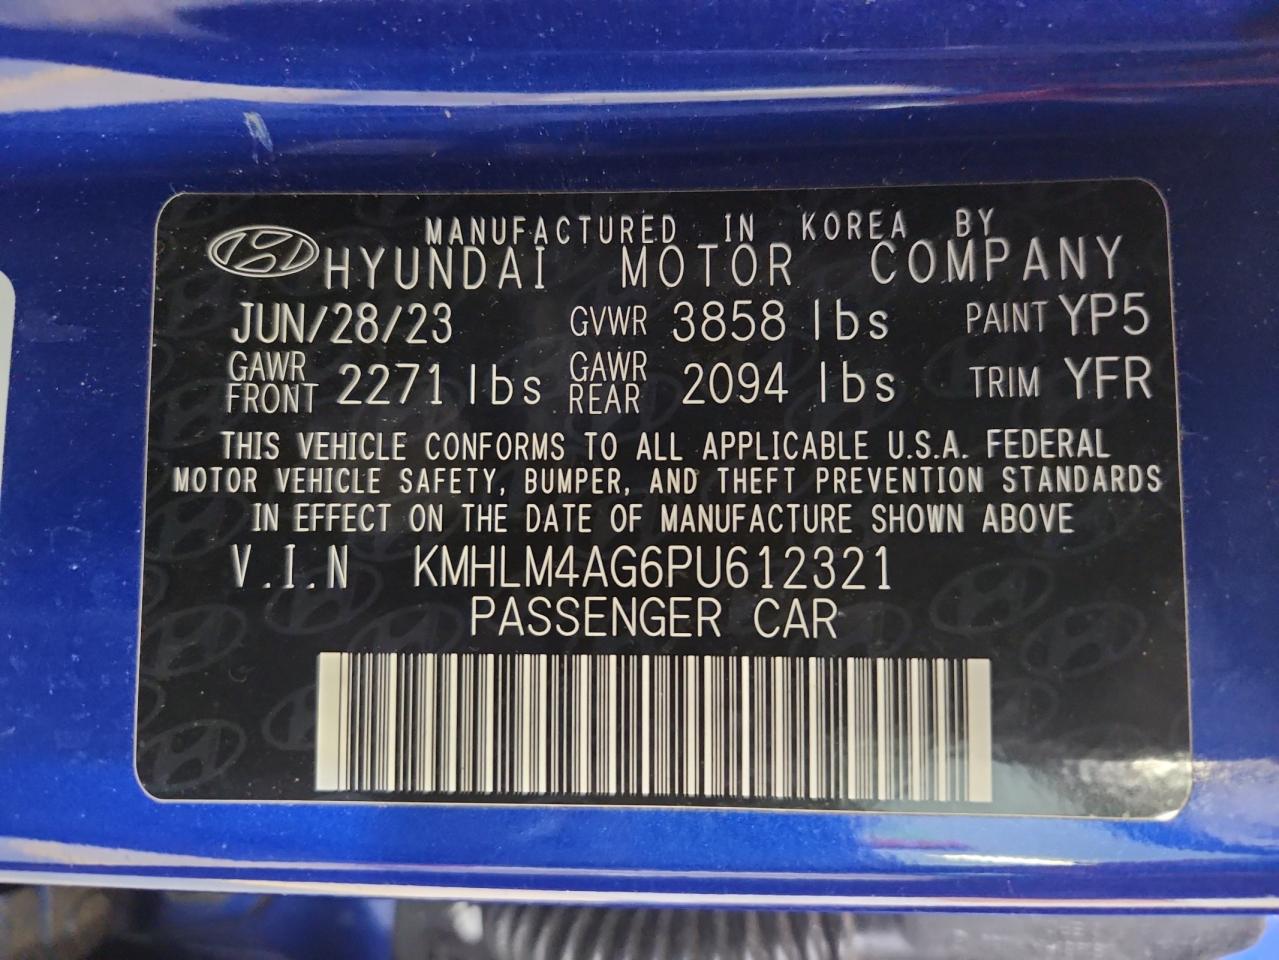 MANUFACTURED IN KOREA BY
HYUNDAI MOTOR COMPANY
JUN/28/23 GVWR 3858 lbs PAINT YP5
GAWR FRONT 2271 lbs GAWR REAR 2094 lbs TRIM YFR
THIS VEHICLE CONFORMS TO ALL APPLICABLE U.S.A. FEDERAL
MOTOR VEHICLE SAFETY, BUMPER, AND THEFT PREVENTION STANDARDS
IN EFFECT ON THE DATE OF MANUFACTURE SHOWN ABOVE
V.I.N KMHLM4AG6PU612321
PASSENGER CAR